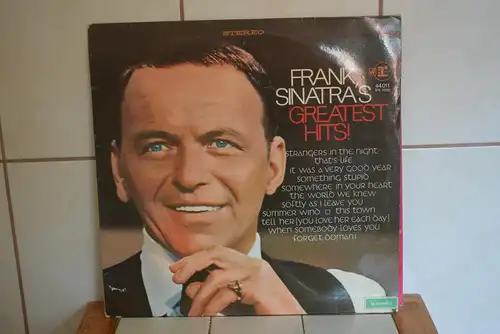 STEREO
FRANK
SINATRA'S
GREATEST
HITS!
44011
STRANGERS IN THE NIGHT
THAT'S LIFE
IT WAS A VERY GOOD YEAR
SOMETHING STUPID
SOMEWHERE IN YOUR HEART
THE WORLD WE KNEW
SOFTLY AS I LEAVE YOU
SUMMER WIND □ THIS TOWN
TELL HER [YOU LOVE HER EACH DAY]
WHEN SOMEBODY LOVES YOU
FORGET DOMANI